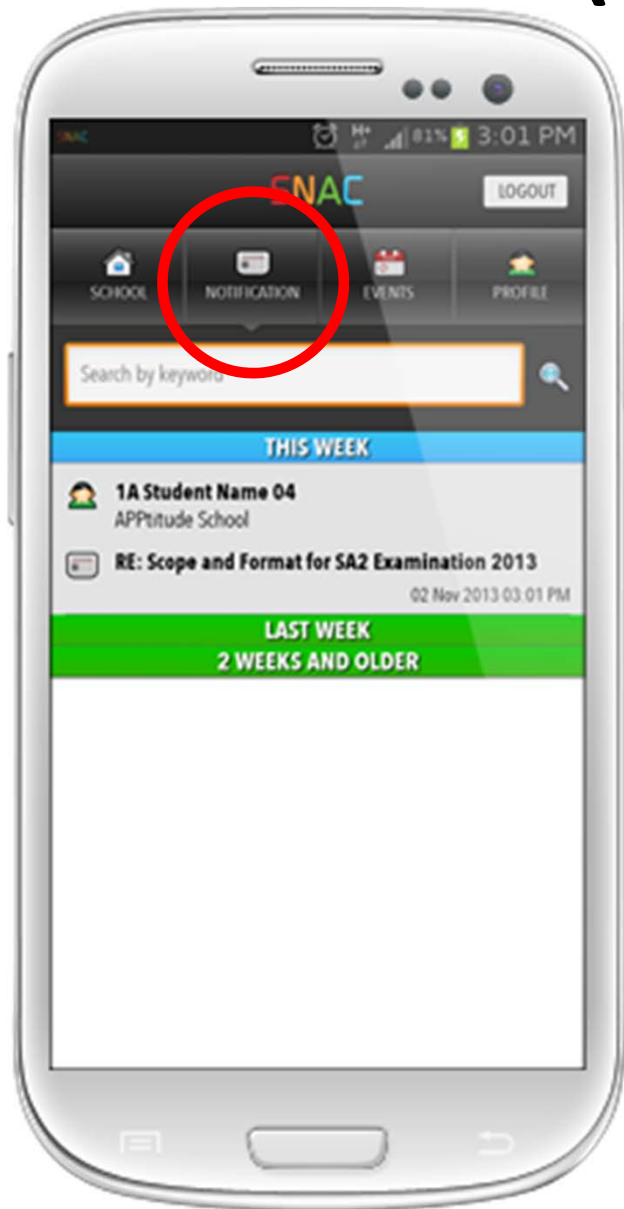 SNAC
H+ 81% 3:01 PM
SNAC
LOGOUT
SCHOOL NOTIFICATION EVENTS PROFILE
Search by keyword
THIS WEEK
1A Student Name 04
APPtitude School
RE: Scope and Format for SA2 Examination 2013
02 Nov 2013 03:01 PM
LAST WEEK
2 WEEKS AND OLDER